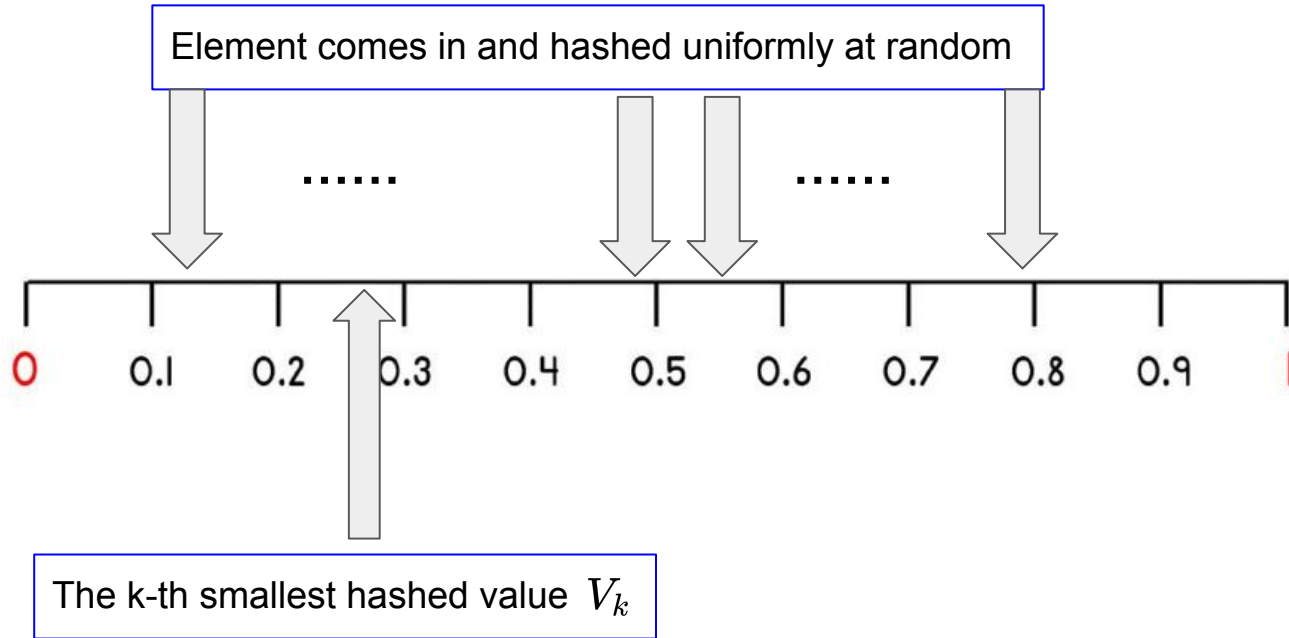 Element comes in and hashed uniformly at random
...... ......
0 0.1 0.2 0.3 0.4 0.5 0.6 0.7 0.8 0.9
The k-th smallest hashed value V_k